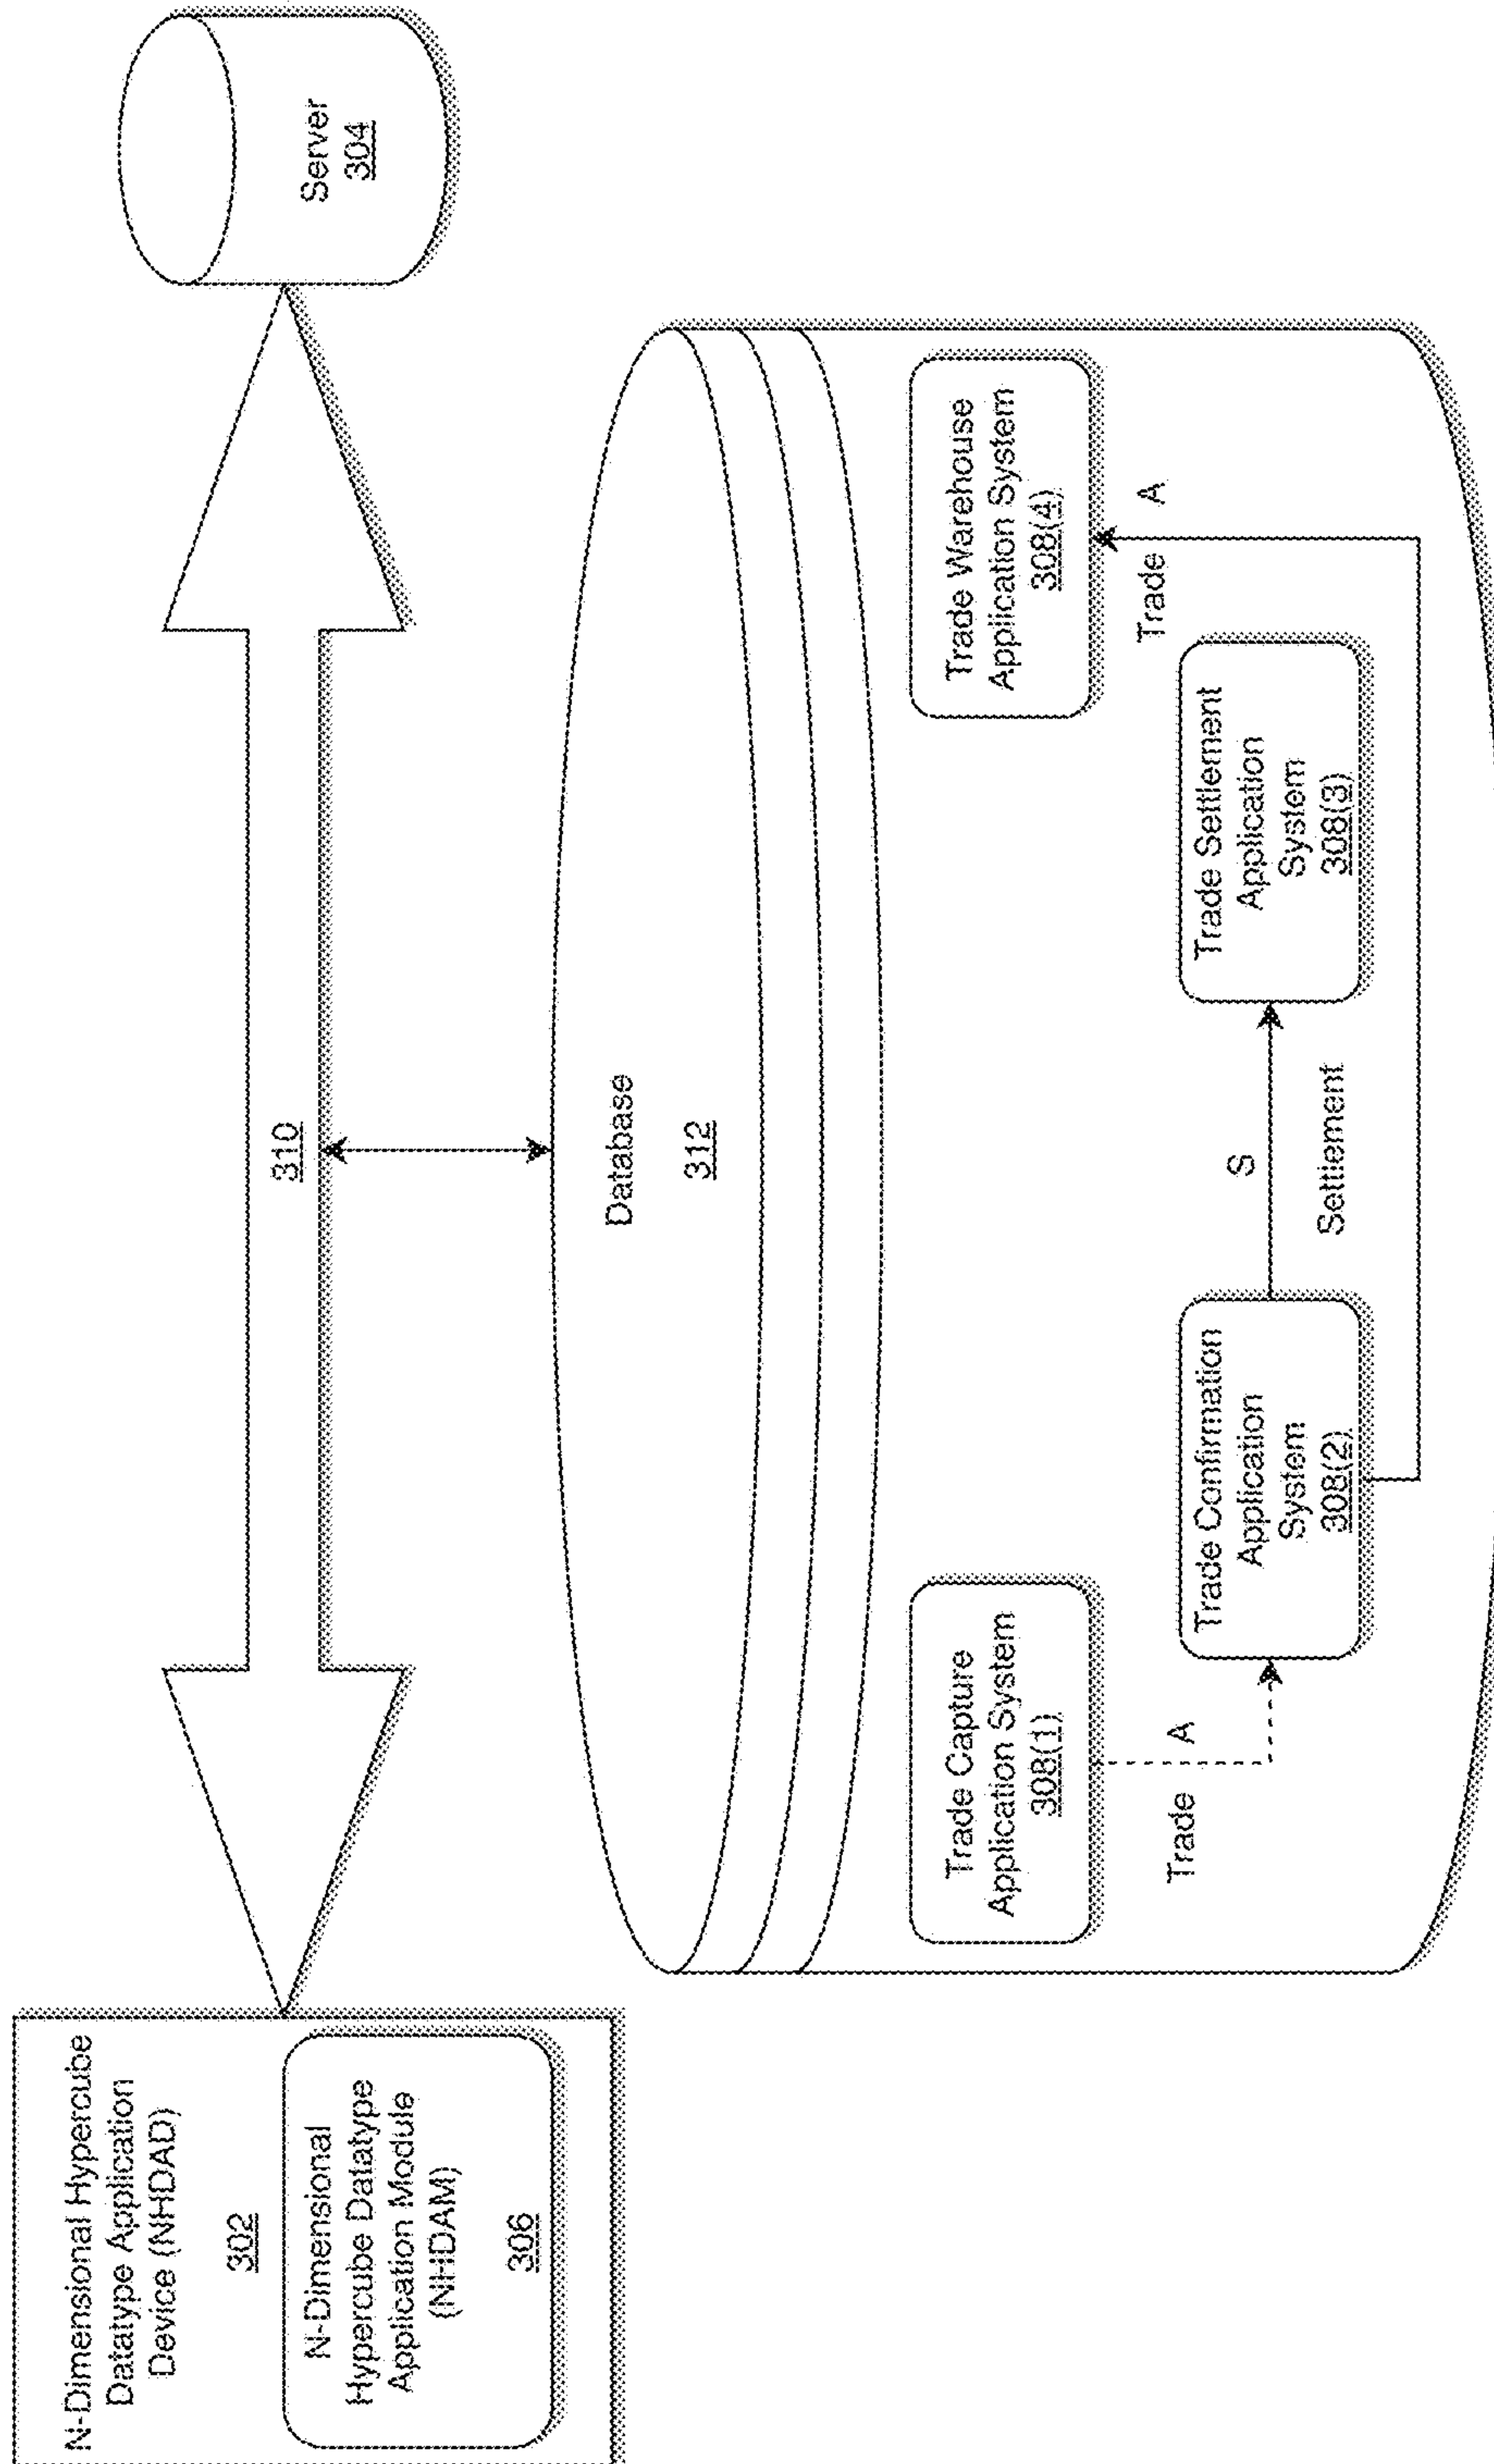 N-Dimensional Hypercube
Datatype Application
Device (NHDAD)
302
N-Dimensional
Hypercube Datatype
Application Module
(NHDAM)
306
310
Server
304
Database
312
Trade Capture
Application System
308(1)
Trade A
Trade Confirmation
Application
System
308(2)
S
Settlement
Trade Settlement
Application
System
308(3)
Trade Warehouse
Application System
308(4)
Trade A